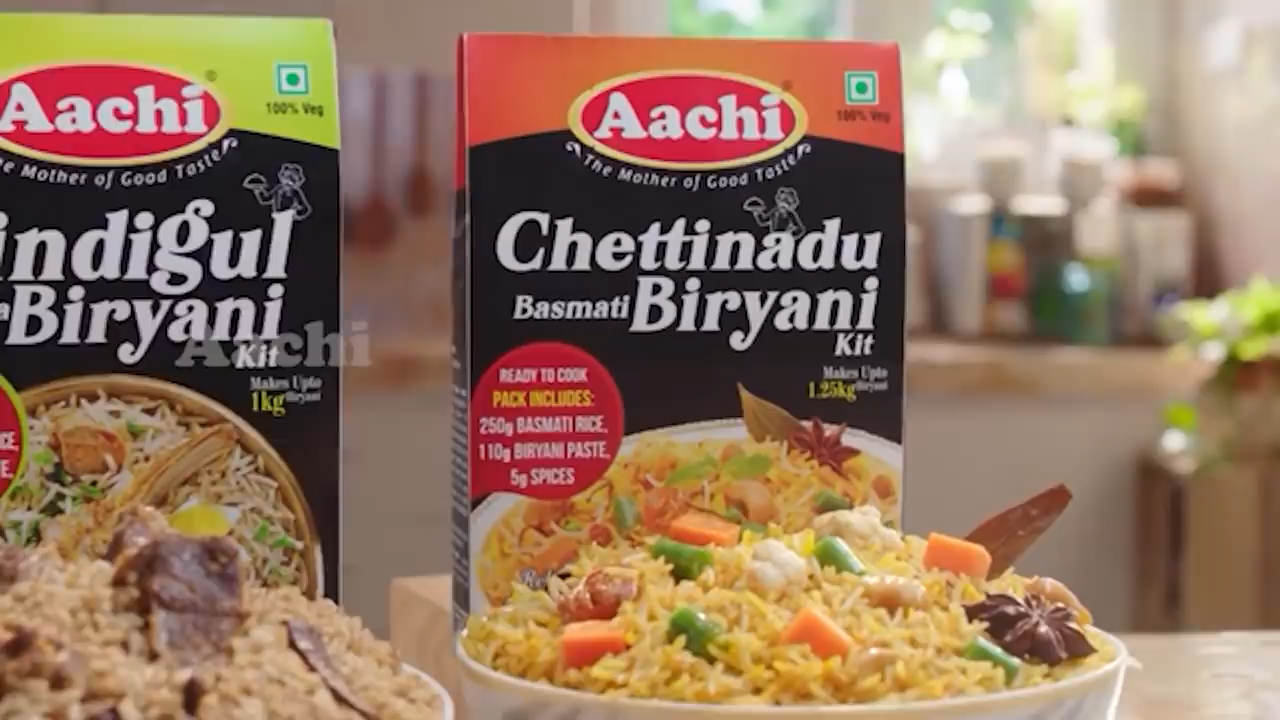 Aachi
100% Veg
The Mother of Good Taste
indigul
Biryani
Kit
Makes Upto
1kg Biryani
Aachi
Aachi
100% Veg
The Mother of Good Taste
Chettinadu
Basmati Biryani
Kit
Makes Upto
1.25kg Biryani
READY TO COOK
PACK INCLUDES:
250g BASMATI RICE,
110g BIRYANI PASTE,
5g SPICES